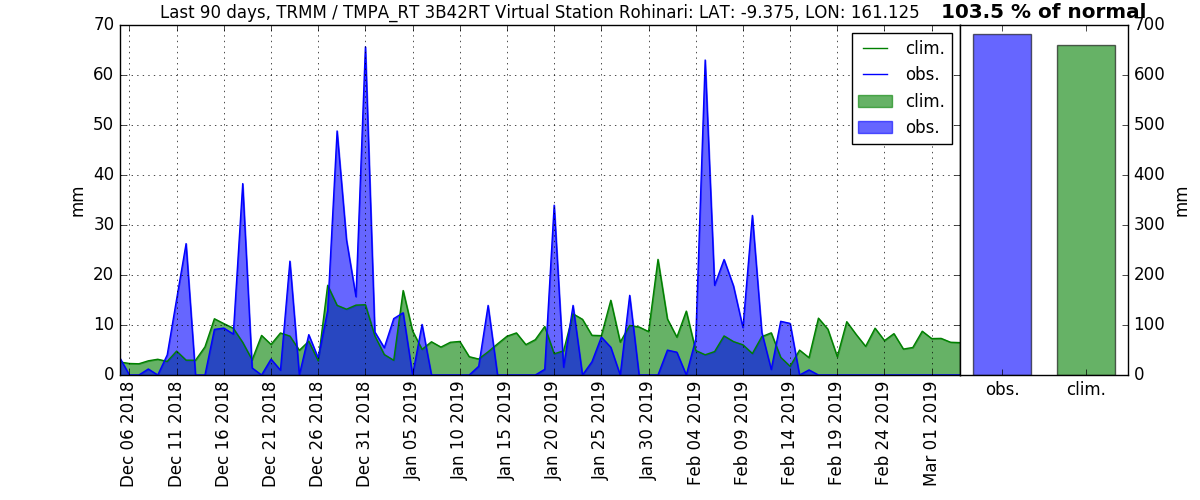 Last 90 days, TRMM / TMPA_RT 3B42RT Virtual Station Rohinari: LAT: -9.375, LON: 161.125
103.5 % of normal
70
60
50
40
30
20
10
0
mm
clim.
obs.
clim.
obs.
700
600
500
400
300
200
100
0
mm
obs.
clim.
Dec 06 2018
Dec 11 2018
Dec 16 2018
Dec 21 2018
Dec 26 2018
Dec 31 2018
Jan 05 2019
Jan 10 2019
Jan 15 2019
Jan 20 2019
Jan 25 2019
Jan 30 2019
Feb 04 2019
Feb 09 2019
Feb 14 2019
Feb 19 2019
Feb 24 2019
Mar 01 2019